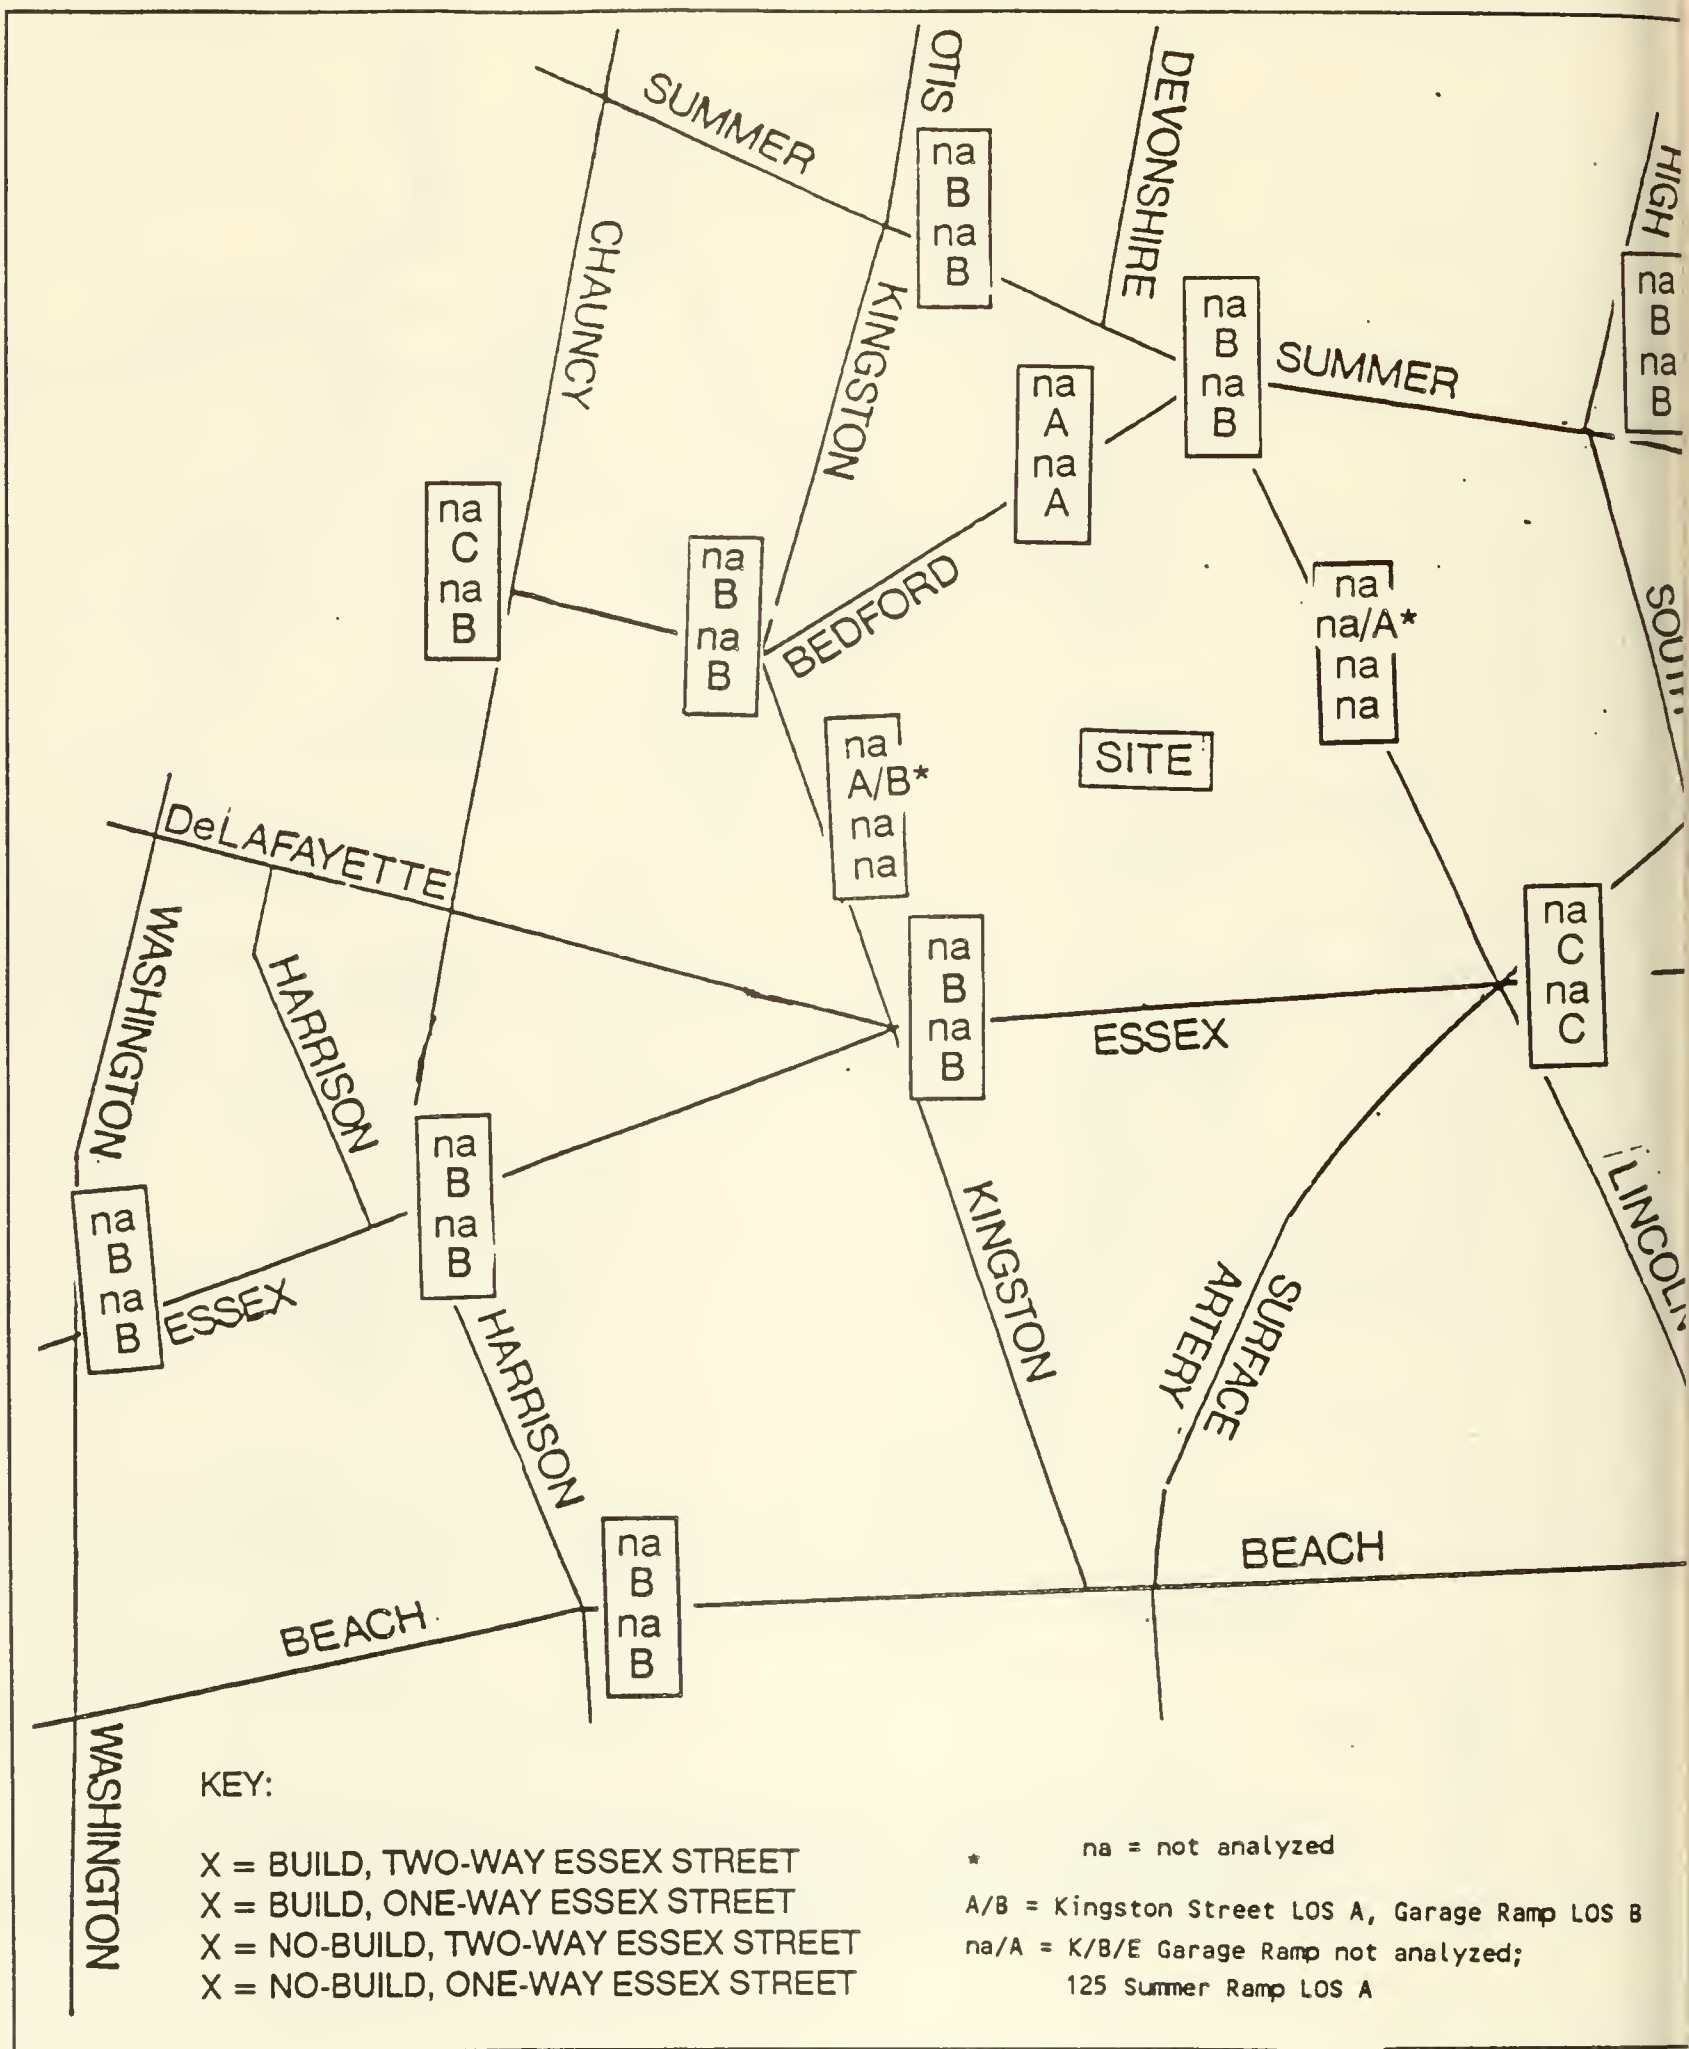 OTIS
DEVONSHIRE
SUMMER
HIGH
na
B
na
B
CHAUNCY
KINGSTON
na
B
na
B
na
B
na
B
SUMMER
na
A
na
A
na
C
na
B
na
B
na
B
BEDFORD
na
na/A*
na
na
na
A/B*
na
na
SITE
DeLAFAYETTE
WASHINGTON
HARRISON
na
B
na
B
ESSEX
na
C
na
C
na
B
na
B
na
B
na
B
ESSEX
HARRISON
KINGSTON
SURFACE
ARTERY
LINCOLN
na
B
na
B
BEACH
BEACH
WASHINGTON
KEY:
X = BUILD, TWO-WAY ESSEX STREET
X = BUILD, ONE-WAY ESSEX STREET
X = NO-BUILD, TWO-WAY ESSEX STREET
X = NO-BUILD, ONE-WAY ESSEX STREET
na = not analyzed
*
A/B = Kingston Street LOS A, Garage Ramp LOS B
na/A = K/B/E Garage Ramp not analyzed;
125 Summer Ramp LOS A